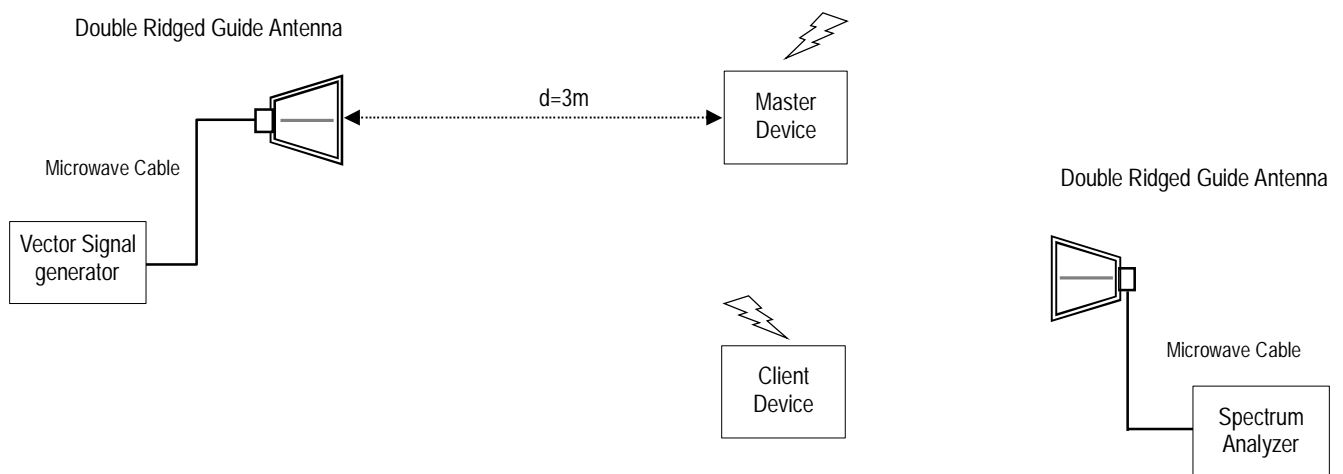 Double Ridged Guide Antenna
d=3m
Master
Device
Microwave Cable
Double Ridged Guide Antenna
Vector Signal
generator
Microwave Cable
Client
Device
Spectrum
Analyzer